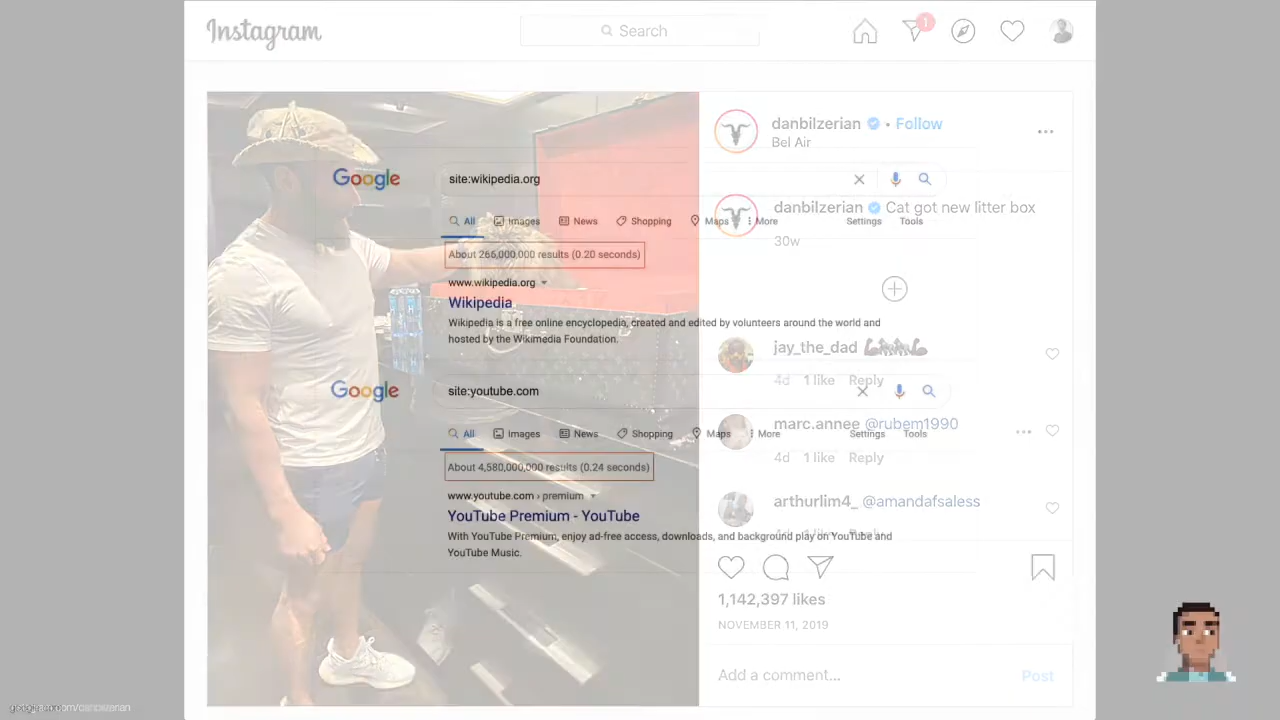 Instagram
Search
1
danbilzerian • Follow
Bel Air
Google
site:wikipedia.org
danbilzerian Cat got new litter box
All
Images
News
Shopping
Maps
More
Settings
Tools
30w
About 266,000,000 results (0.20 seconds)
www.wikipedia.org
Wikipedia
Wikipedia is a free online encyclopedia, created and edited by volunteers around the world and
hosted by the Wikimedia Foundation.
jay_the_dad
4d 1 like Reply
Google
site:youtube.com
marc.annee @rubem1990
All
Images
News
Shopping
Maps
More
Settings
Tools
4d 1 like Reply
About 4,580,000,000 results (0.24 seconds)
www.youtube.com › premium
YouTube Premium - YouTube
arthurlim4_ @amandafsaless
With YouTube Premium, enjoy ad-free access, downloads, and background play on YouTube and
YouTube Music.
1,142,397 likes
NOVEMBER 11, 2019
Add a comment...
Post